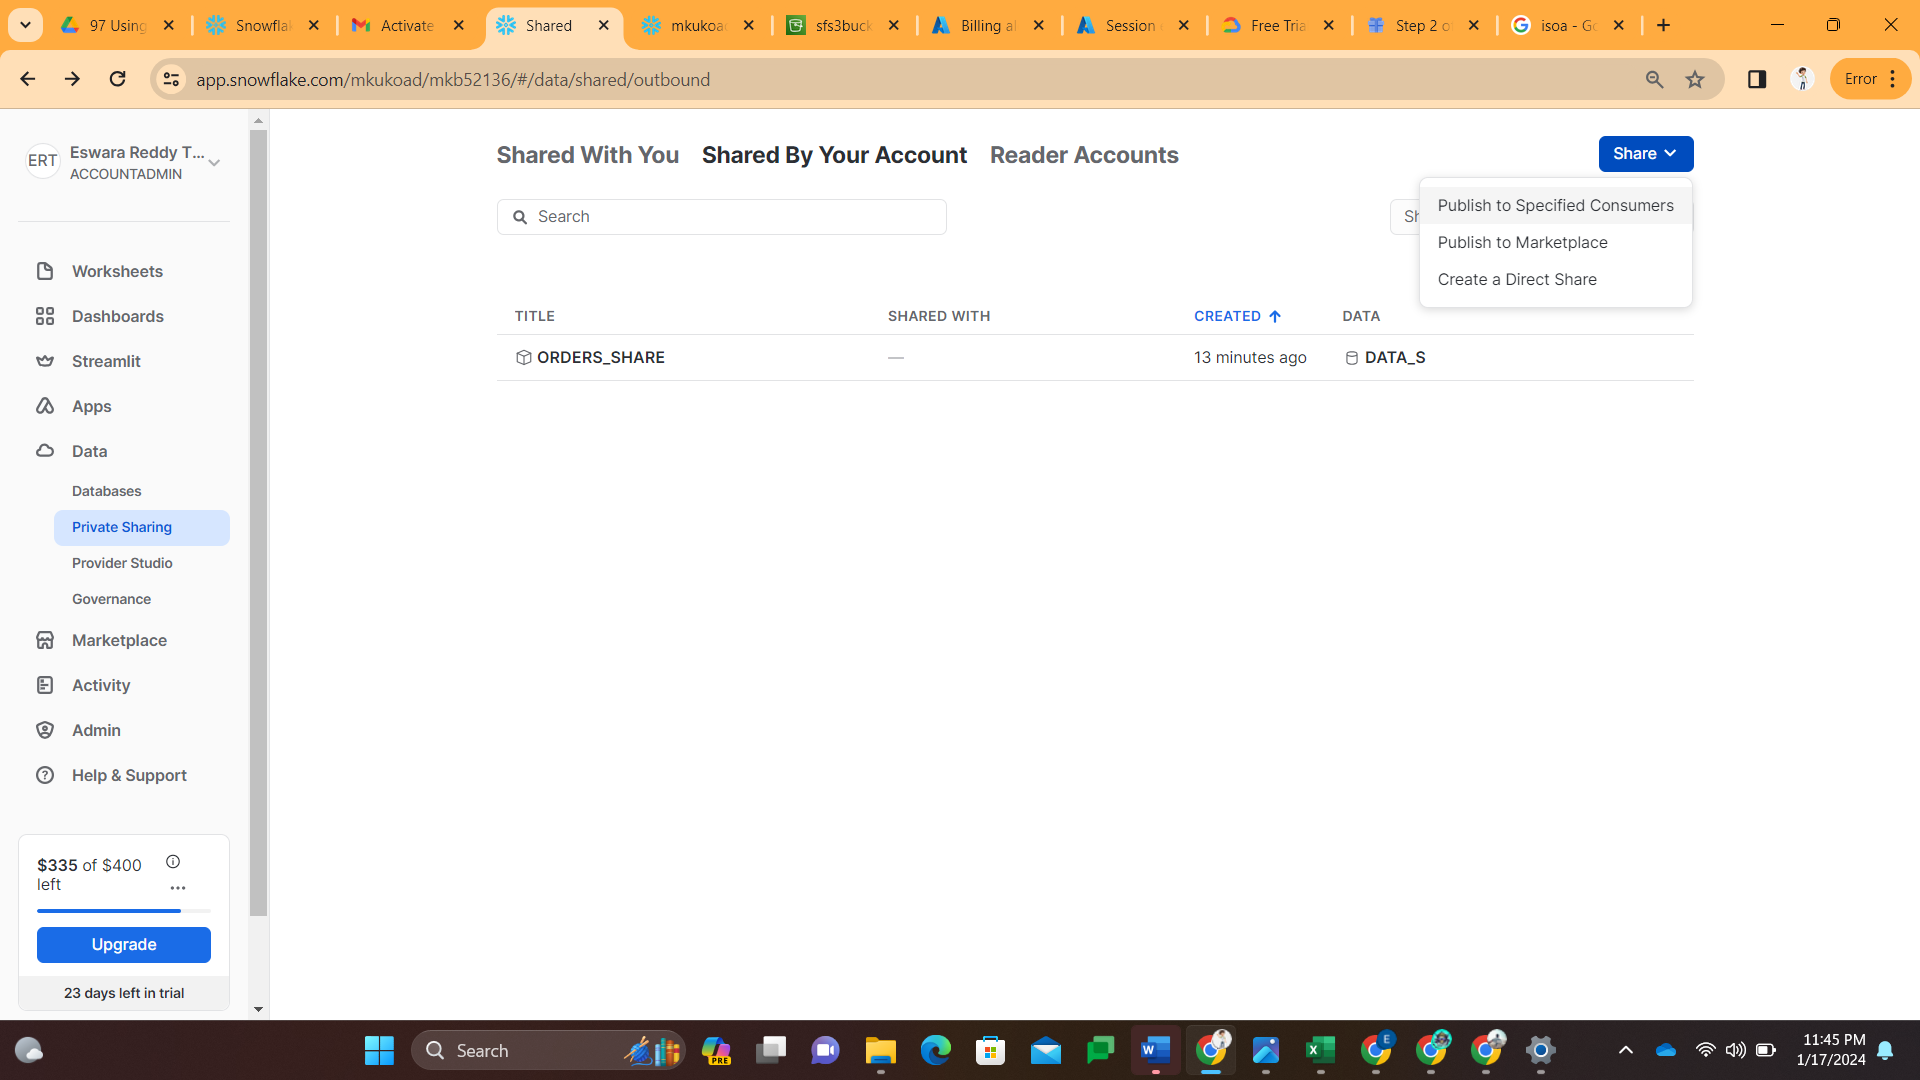 97 Using
Snowfla
Activate
Shared
mkukoa
sfs3buck
Billing a
Session
Free Tria
Step 2 o
isoa - Go
app.snowflake.com/mkukoad/mkb52136/#/data/shared/outbound
Error
ERT
Eswara Reddy T...
ACCOUNTADMIN
Worksheets
Dashboards
Streamlit
Apps
Data
Databases
Private Sharing
Provider Studio
Governance
Marketplace
Activity
Admin
Help & Support
$335 of $400
left
Upgrade
23 days left in trial
Shared With You
Shared By Your Account
Reader Accounts
Share
Search
Sh
Publish to Specified Consumers
Publish to Marketplace
Create a Direct Share
TITLE
SHARED WITH
CREATED
DATA
ORDERS_SHARE
—
13 minutes ago
DATA_S
Search
PRE
W
X
E
11:45 PM
1/17/2024